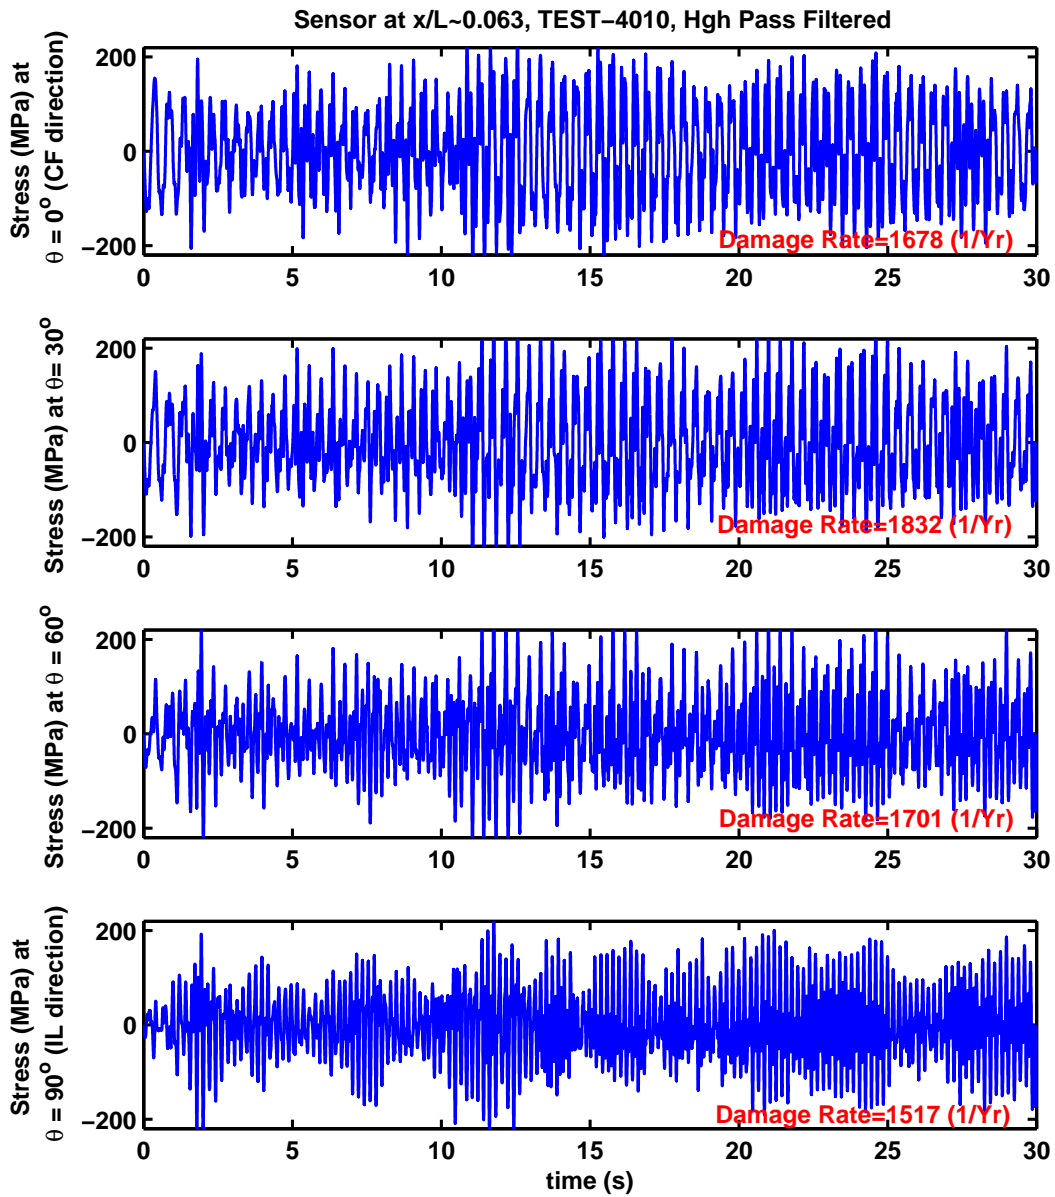 Sensor at x/L~0.063, TEST−4010, Hgh Pass Filtered
Stress (MPa) at
θ = 0º (CF direction)
200
0
−200
Damage Rate=1678 (1/Yr)
0 5 10 15 20 25 30
Stress (MPa) at θ= 30º
200
0
−200
Damage Rate=1832 (1/Yr)
0 5 10 15 20 25 30
Stress (MPa) at θ = 60º
200
0
−200
Damage Rate=1701 (1/Yr)
0 5 10 15 20 25 30
Stress (MPa) at
θ = 90º (IL direction)
200
0
−200
Damage Rate=1517 (1/Yr)
0 5 10 15 20 25 30
time (s)